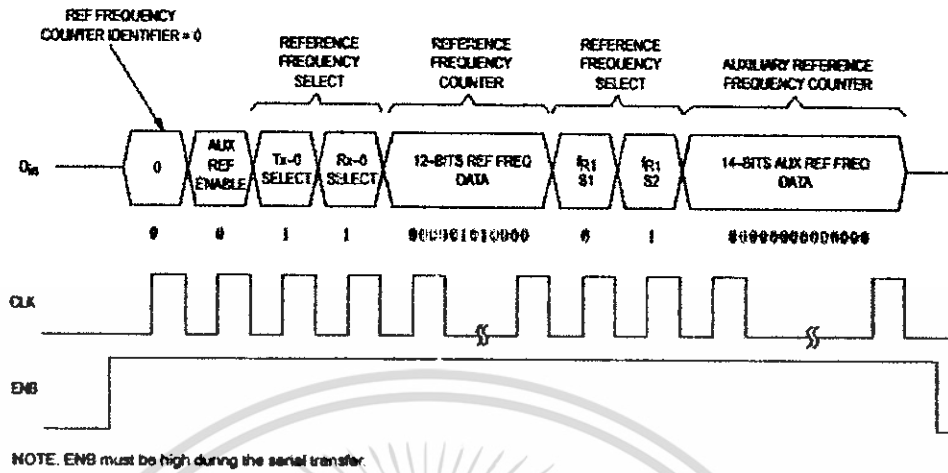 REF FREQUENCY
COUNTER IDENTIFIER = 0
REFERENCE
FREQUENCY
SELECT
REFERENCE
FREQUENCY
COUNTER
REFERENCE
FREQUENCY
SELECT
AUXILIARY REFERENCE
FREQUENCY COUNTER
Din
0
AUX
REF
ENABLE
Tx-0
SELECT
Rx-0
SELECT
12-BITS REF FREQ
DATA
fR1
S1
fR1
S2
14-BITS AUX REF FREQ
DATA
0 0 1 1 0 1
CLK
ENB
NOTE. ENB must be high during the serial transfer.